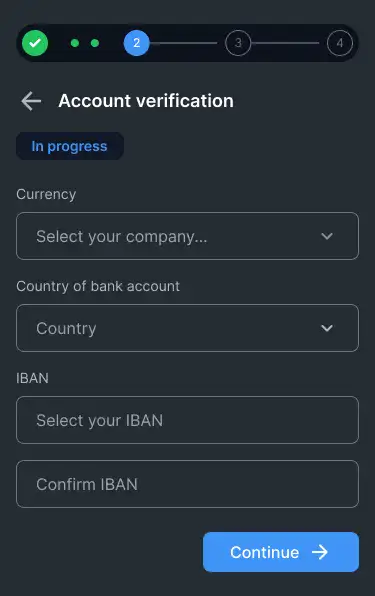 2 3 4
Account verification
In progress
Currency
Select your company...
Country of bank account
Country
IBAN
Select your IBAN
Confirm IBAN
Continue